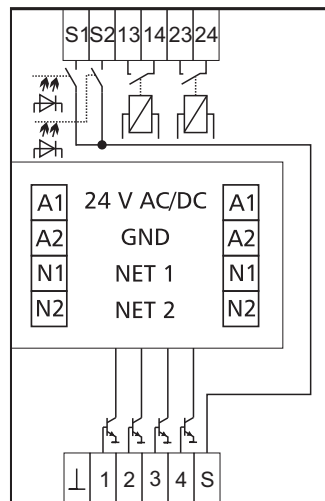 S1 S2 13 14 23 24
A1 24 V AC/DC A1
A2 GND A2
N1 NET 1 N1
N2 NET 2 N2
⊥ 1 2 3 4 S